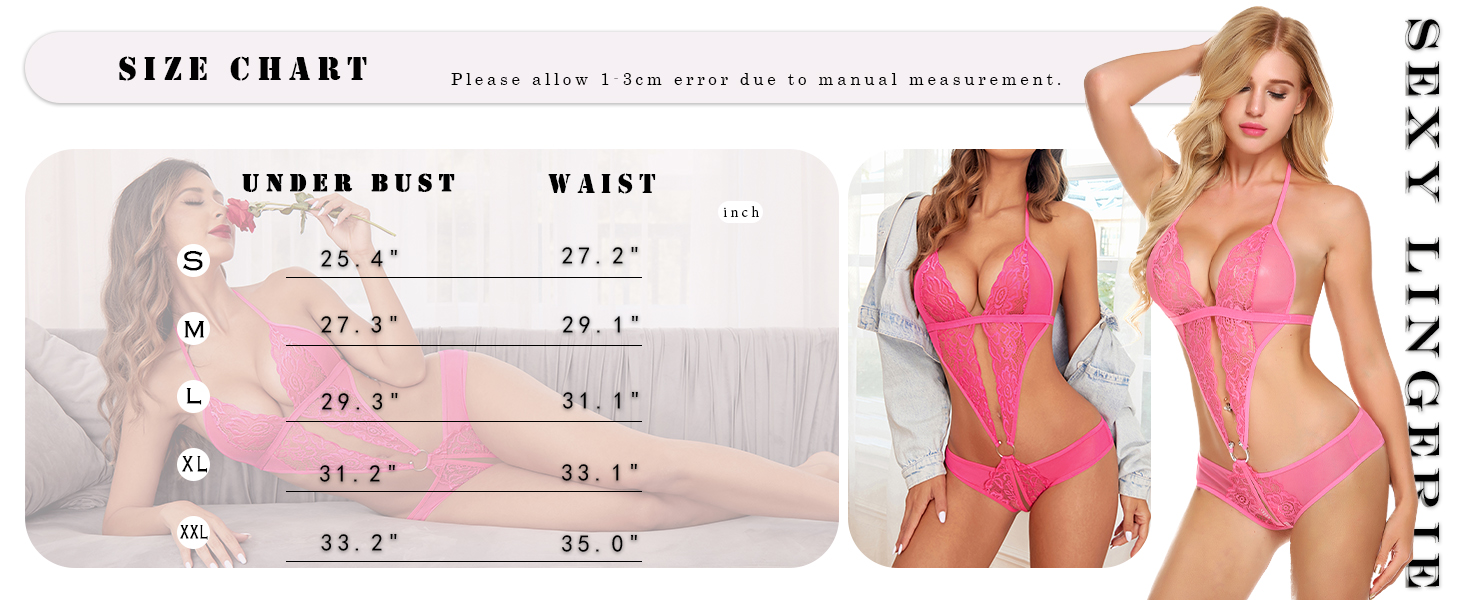 SIZE CHART
Please allow 1-3cm error due to manual measurement.
UNDER BUST WAIST
inch
S 25.4" 27.2"
M 27.3" 29.1"
L 29.3" 31.1"
XL 31.2" 33.1"
XXL 33.2" 35.0"
SEXY LINGERIE